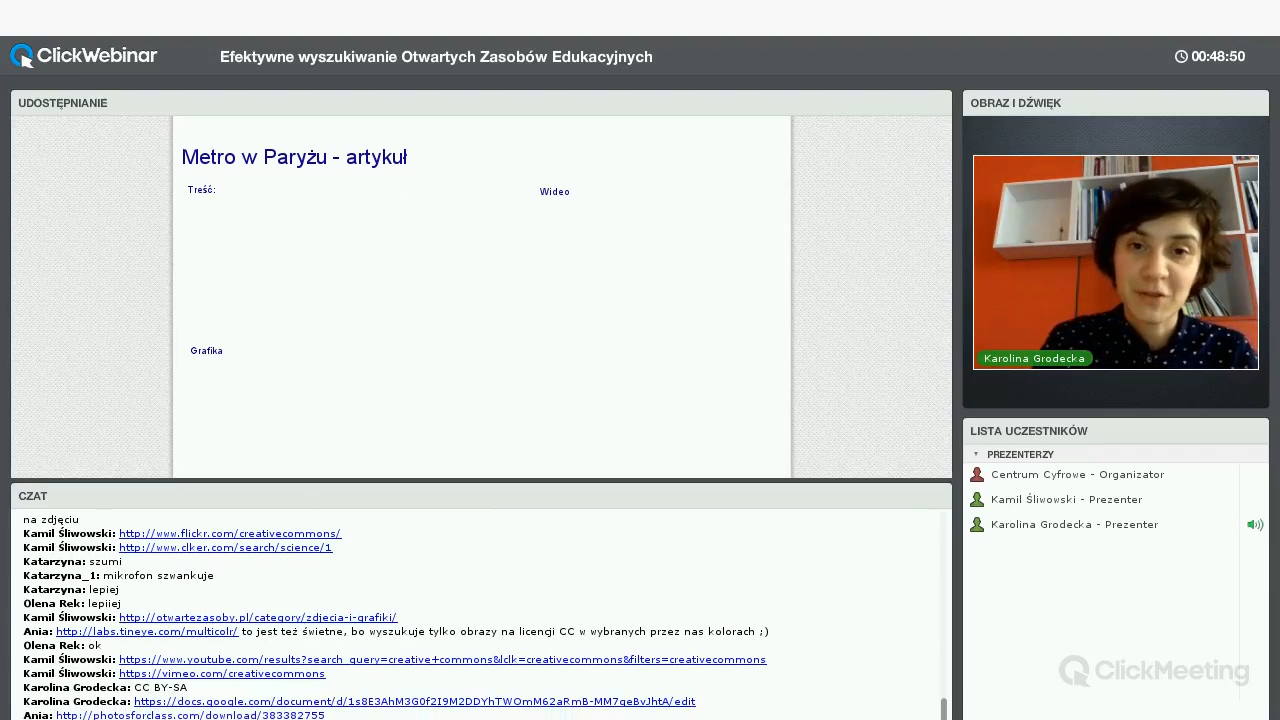 ClickWebinar
Efektywne wyszukiwanie Otwartych Zasobów Edukacyjnych
00:48:50
UDOSTĘPNIANIE
Metro w Paryżu - artykuł
Treść:
Wideo
Grafika
OBRAZ I DŹWIĘK
Karolina Grodecka
LISTA UCZESTNIKÓW
PREZENTERZY
Centrum Cyfrowe - Organizator
Kamil Śliwowski - Prezenter
Karolina Grodecka - Prezenter
ClickMeeting
CZAT
na zdjęciu
Kamil Śliwowski: http://www.flickr.com/creativecommons/
Kamil Śliwowski: http://www.clker.com/search/science/1
Katarzyna: szumi
Katarzyna_1: mikrofon szwankuje
Katarzyna: lepiej
Olena Rek: lepiiej
Kamil Śliwowski: http://otwartezasoby.pl/category/zdjecia-i-grafiki/
Ania: http://labs.tineye.com/multicolr/ to jest też świetne, bo wyszukuje tylko obrazy na licencji CC w wybranych przez nas kolorach ;)
Olena Rek: ok
Kamil Śliwowski: https://www.youtube.com/results?search_query=creative+commons&lclk=creativecommons&filters=creativecommons
Kamil Śliwowski: https://vimeo.com/creativecommons
Karolina Grodecka: CC BY-SA
Karolina Grodecka: https://docs.google.com/document/d/1s8E3AhM3G0f2I9M2DDYhTWOmM62aRmB-MM7qeBvJhtA/edit
Ania: http://photosforclass.com/download/383382755